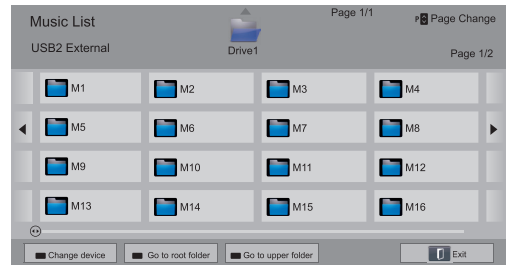 Music List
Page 1/1
P Page Change
USB2 External
Drive1
Page 1/2
M1 M2 M3 M4
M5 M6 M7 M8
M9 M10 M11 M12
M13 M14 M15 M16
Change device Go to root folder Go to upper folder Exit